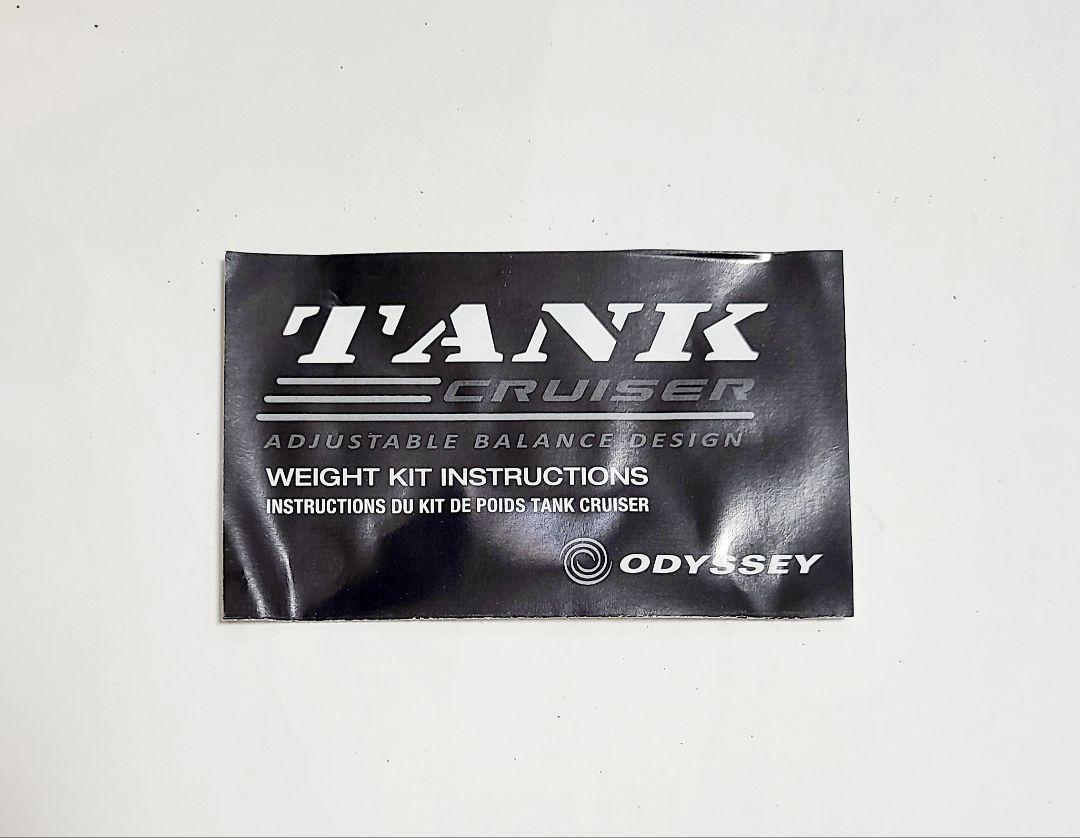 TANK
CRUISER
ADJUSTABLE BALANCE DESIGN
WEIGHT KIT INSTRUCTIONS
INSTRUCTIONS DU KIT DE POIDS TANK CRUISER
ODYSSEY